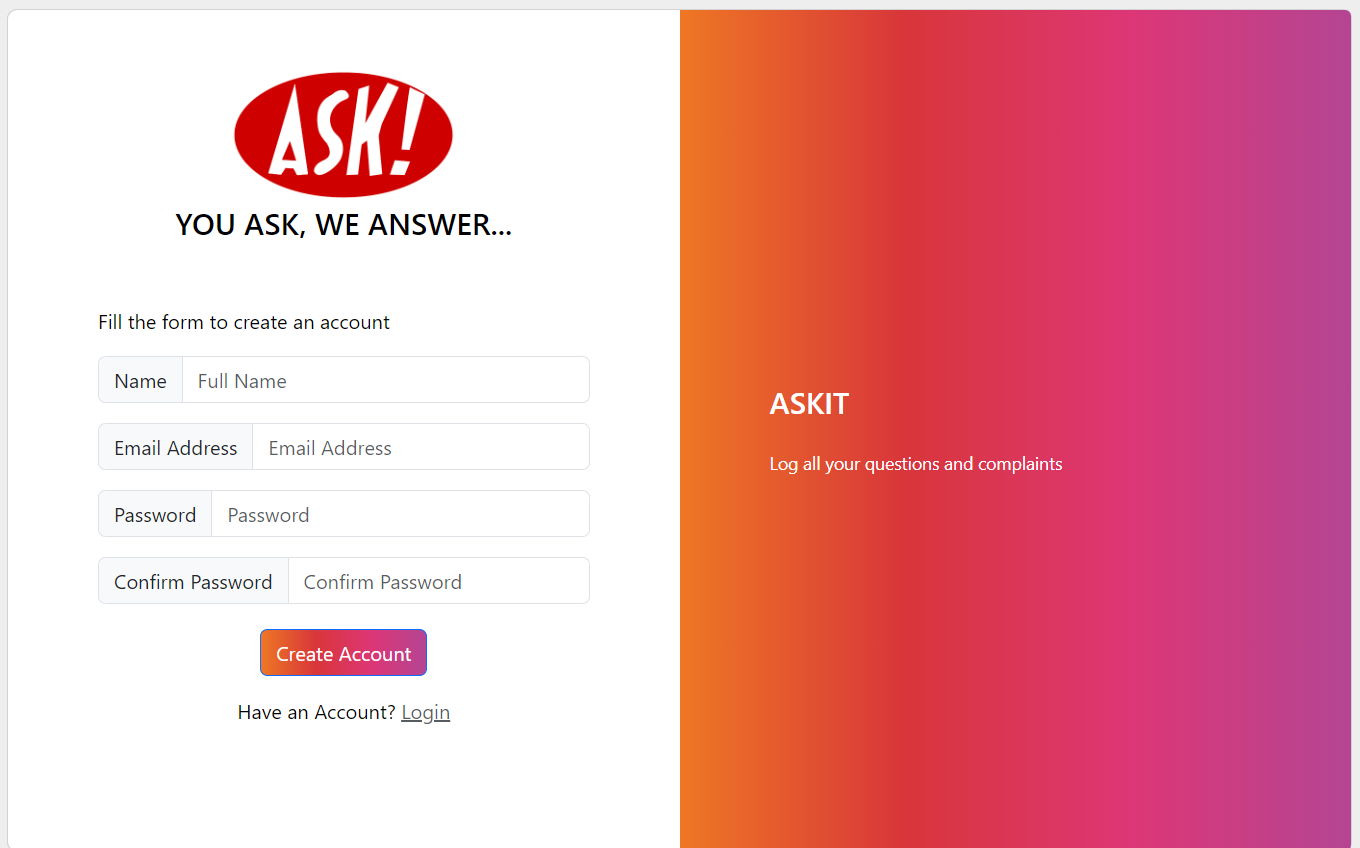 ASK!
YOU ASK, WE ANSWER...
Fill the form to create an account
Name Full Name
Email Address Email Address
Password Password
Confirm Password Confirm Password
Create Account
Have an Account? Login
ASKIT
Log all your questions and complaints